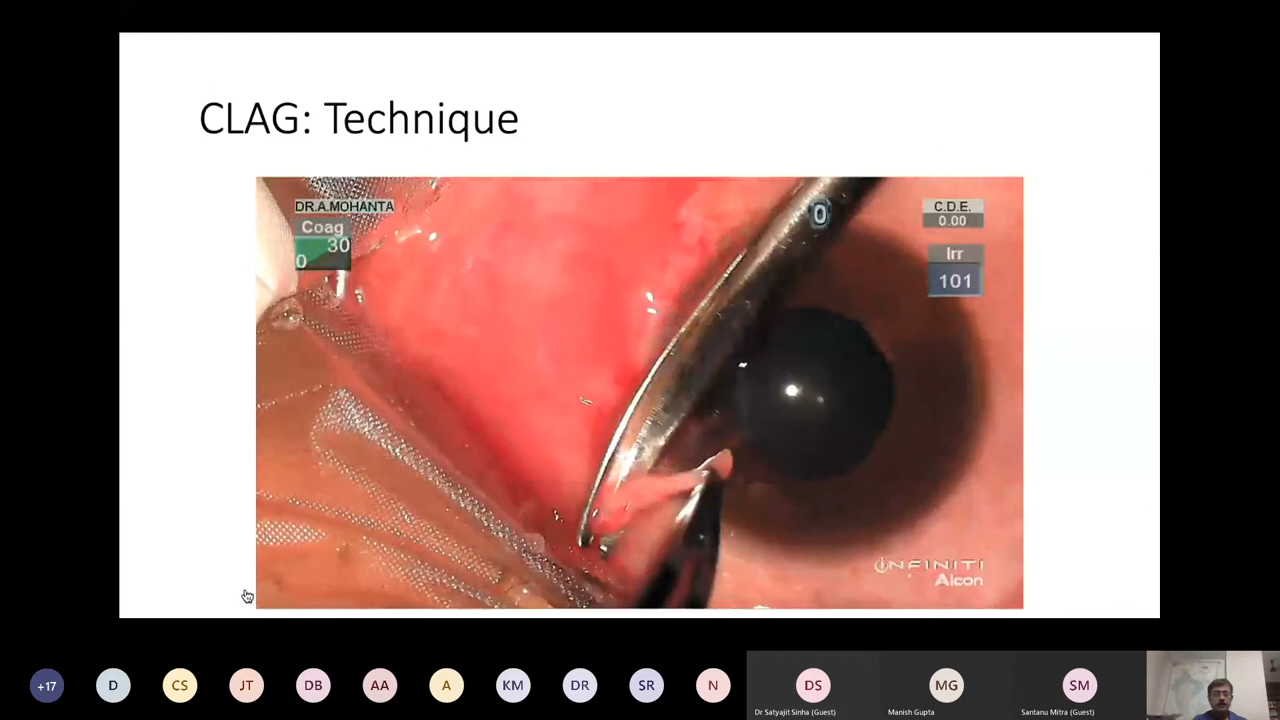 CLAG: Technique
DR.A.MOHANTA
Coag
30
0
0
C.D.E.
0.00
Irr
101
INFINITI
Alcon
+17
D
CS
JT
DB
AA
A
KM
DR
SR
N
DS
MG
SM
Dr Satyajit Sinha (Guest)
Manish Gupta
Santanu Mitra (Guest)